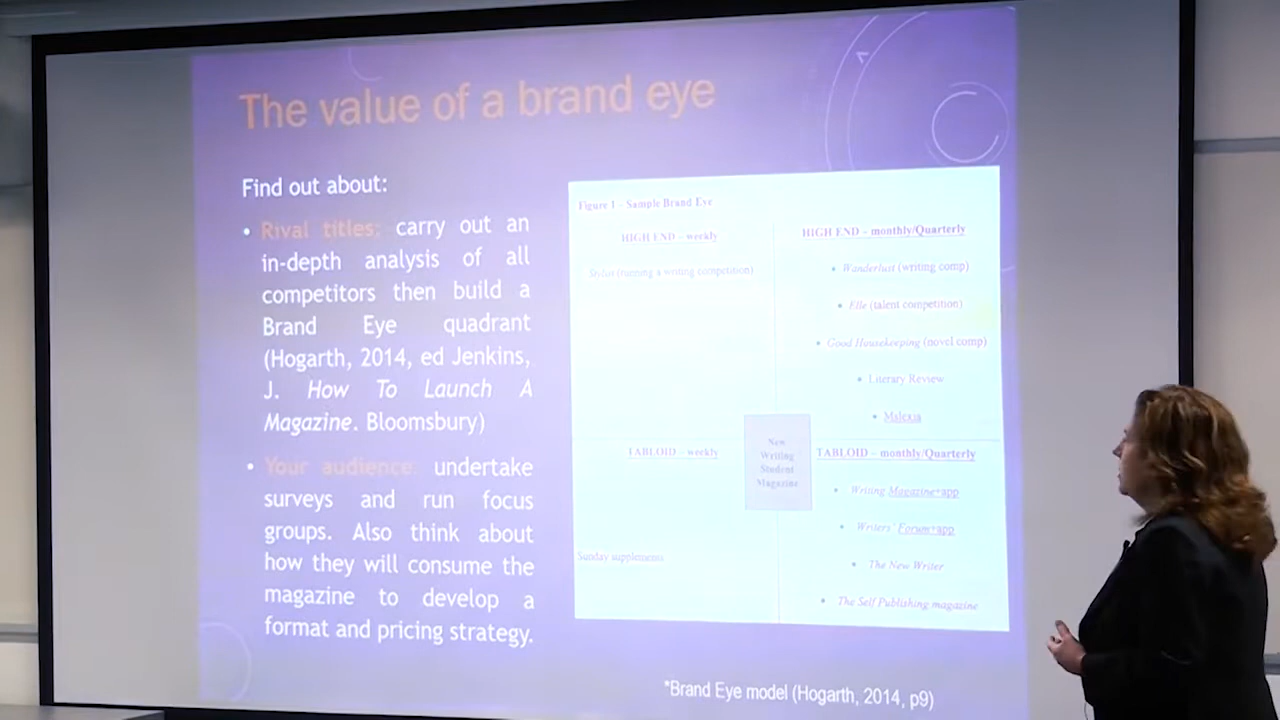 The value of a brand eye
Find out about:
• Rival titles: carry out an
in-depth analysis of all
competitors then build a
Brand Eye quadrant
(Hogarth, 2014, ed Jenkins,
J. How To Launch A
Magazine. Bloomsbury)
• Your audience: undertake
surveys and run focus
groups. Also think about
how they will consume the
magazine to develop a
format and pricing strategy.
Figure 1 – Sample Brand Eye
HIGH END – weekly
Stylist (running a writing competition)
HIGH END – monthly/Quarterly
• Wanderlust (writing comp)
• Elle (talent competition)
• Good Housekeeping (novel comp)
• Literary Review
• Mslexia
New
Writing
Student
Magazine
TABLOID – weekly
Sunday supplements
TABLOID – monthly/Quarterly
• Writing Magazine+app
• Writers' Forum+app
• The New Writer
• The Self Publishing magazine
*Brand Eye model (Hogarth, 2014, p9)